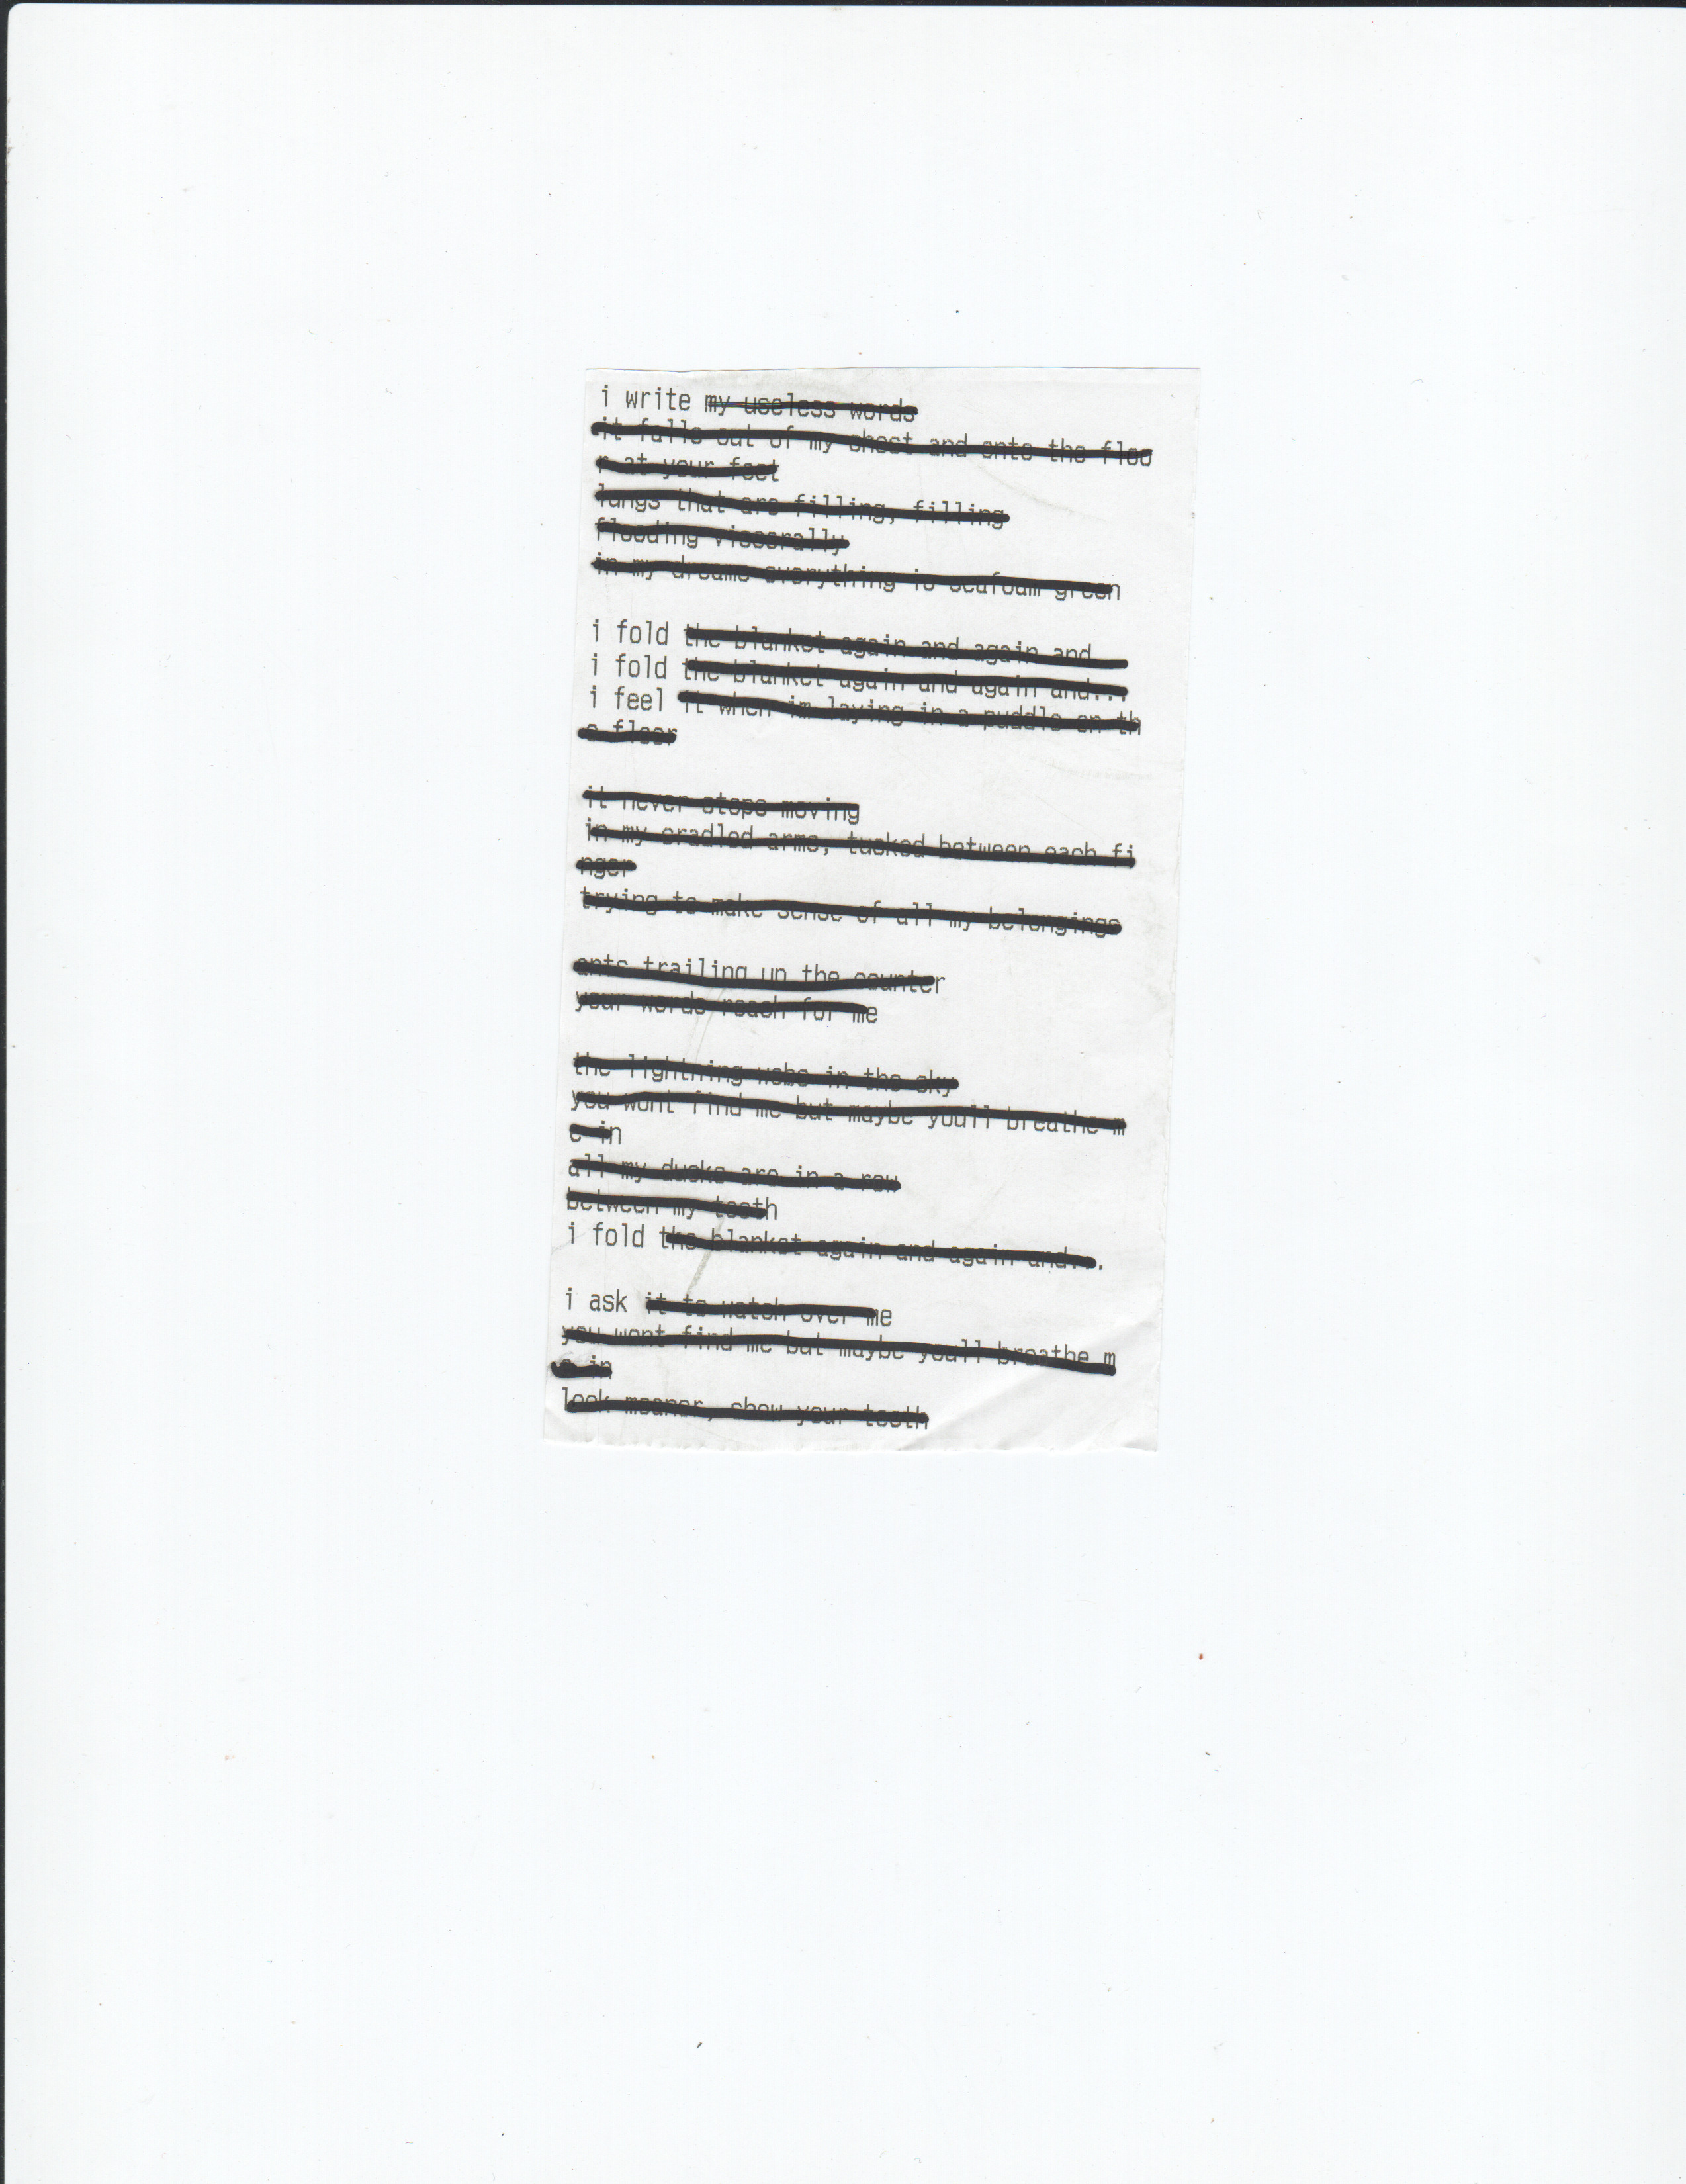 i write my useless words
it falls out of my chest and onto the floo
r at your feet
lungs that are filling, filling
flooding viscerally
in my dreams everything is seafoam green
i fold the blanket again and again and...
i fold the blanket again and again and...
i feel it when im laying in a puddle on th
e floor
it never stops moving
in my cradled arms, tucked between each fi
nger
trying to make sense of all my belongings
ants trailing up the counter
your words reach for me
the lightning webs in the sky
you wont find me but maybe youll breathe m
e in
all my ducks are in a row
between my teeth
i fold the blanket again and again and...
i ask it to watch over me
you wont find me but maybe youll breathe m
e in
look meaner, show your teeth